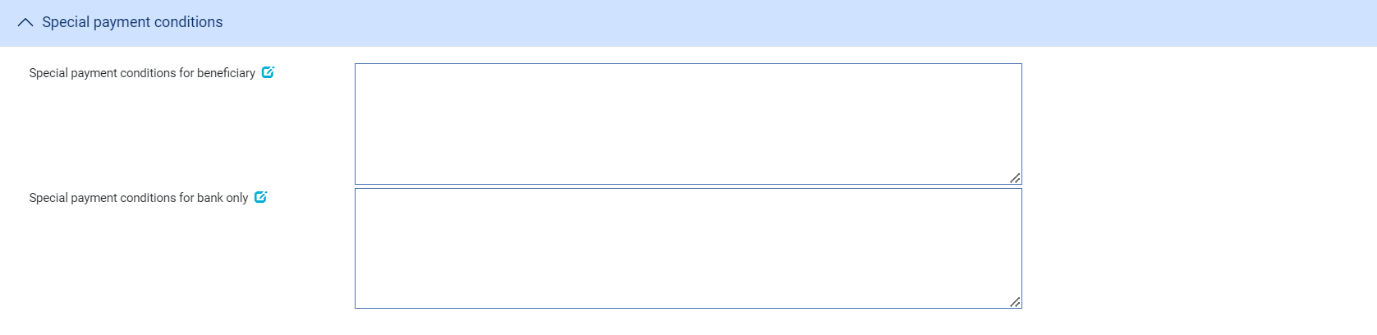 Special payment conditions
Special payment conditions for beneficiary
Special payment conditions for bank only